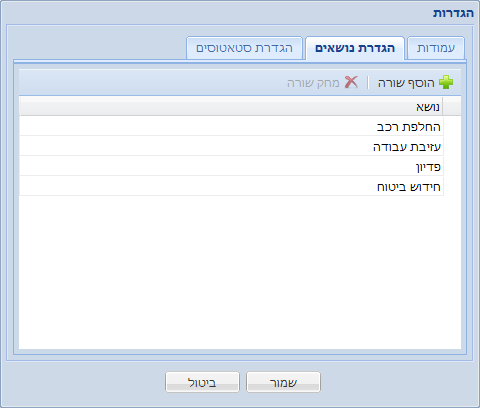 הגדרות
עמודות הגדרת נושאים הגדרת סטאטוסים
הוסף שורה מחק שורה
נושא
החלפת רכב
עזיבת עבודה
פדיון
חידוש ביטוח
שמור ביטול